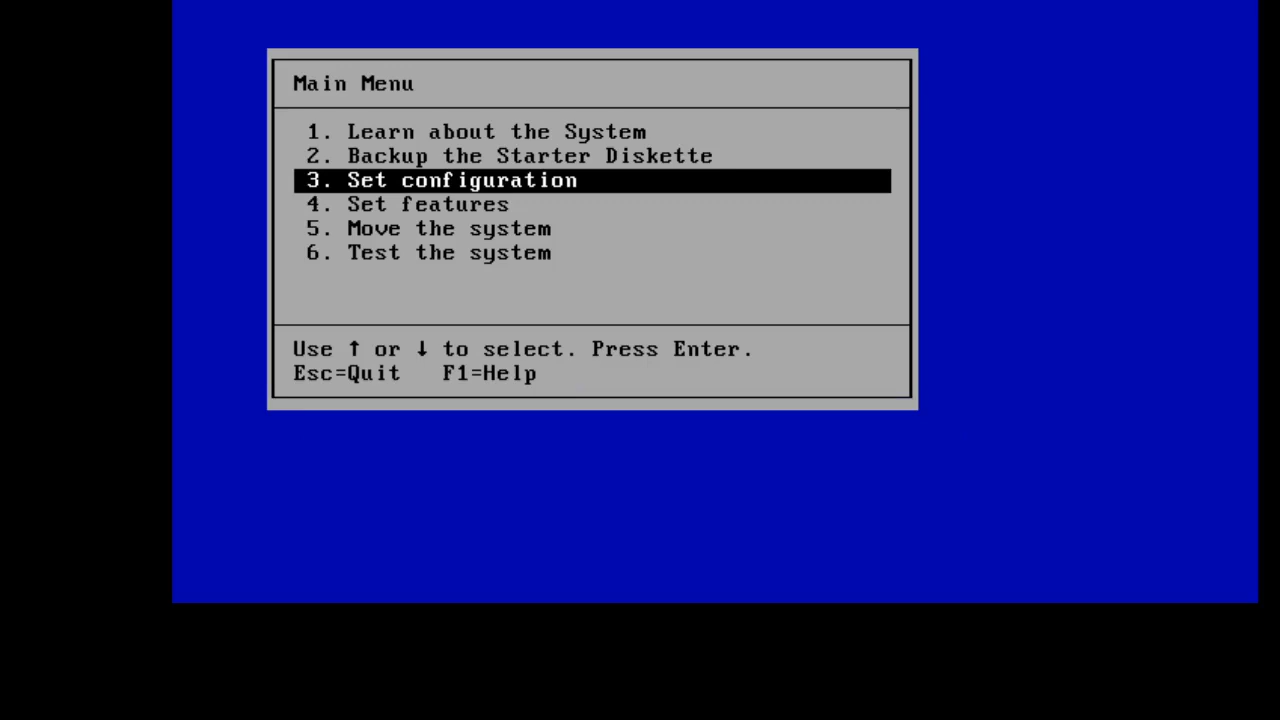 Main Menu
1. Learn about the System
2. Backup the Starter Diskette
3. Set configuration
4. Set features
5. Move the system
6. Test the system
Use ↑ or ↓ to select. Press Enter.
Esc=Quit   F1=Help